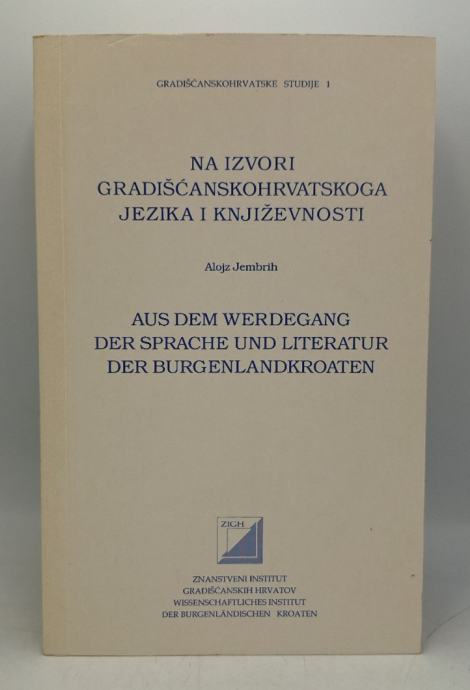 GRADIŠĆANSKOHRVATSKE STUDIJE 1
NA IZVORI
GRADIŠĆANSKOHRVATSKOGA
JEZIKA I KNJIŽEVNOSTI
Alojz Jembrih
AUS DEM WERDEGANG
DER SPRACHE UND LITERATUR
DER BURGENLANDKROATEN
ZIGH
ZNANSTVENI INSTITUT
GRADIŠĆANSKIH HRVATOV
WISSENSCHAFTLICHES INSTITUT
DER BURGENLÄNDISCHEN KROATEN